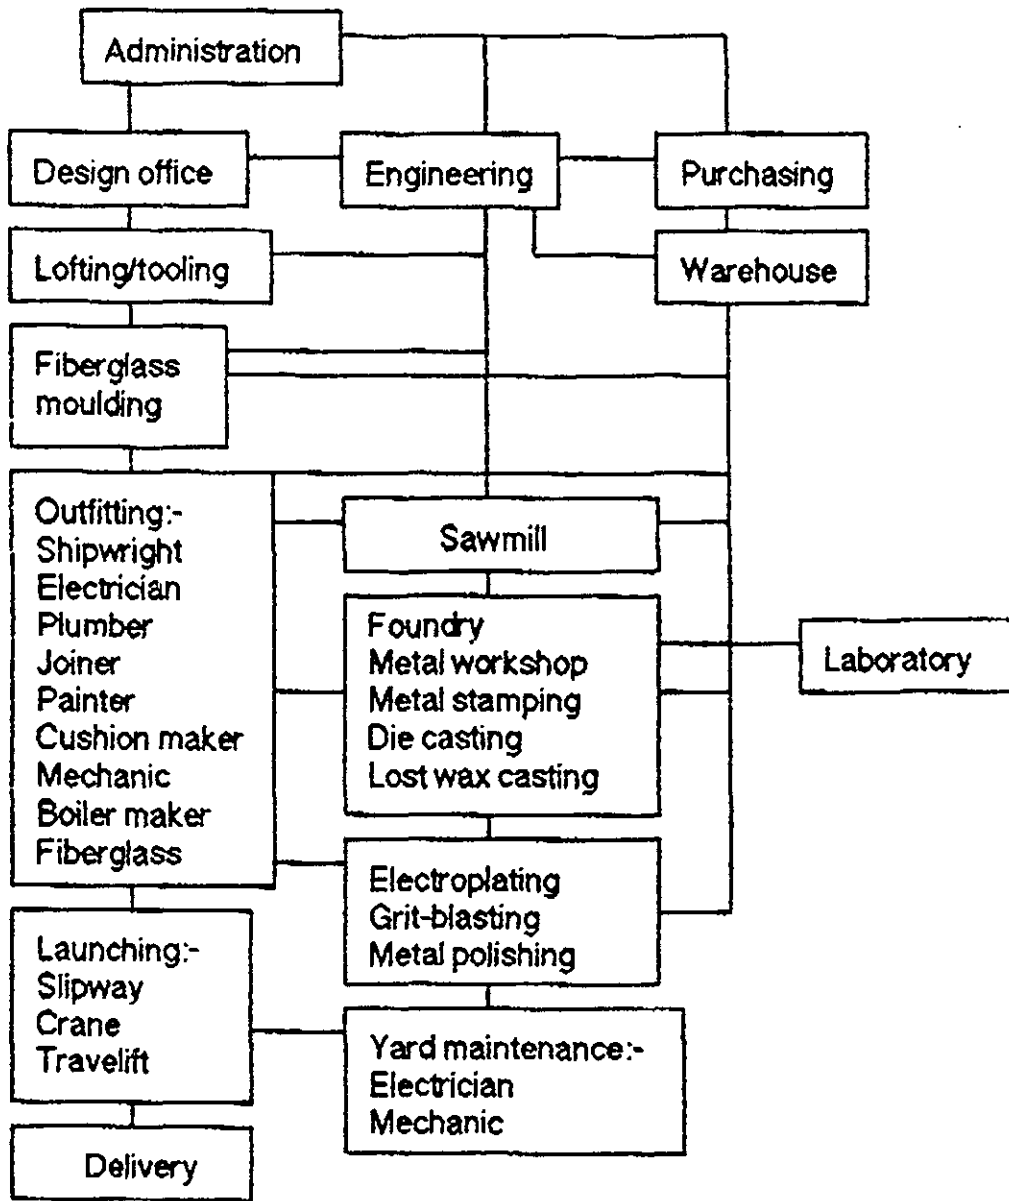 Administration
Design office
Engineering
Purchasing
Lofting/tooling
Warehouse
Fiberglass
moulding
Outfitting:-
Shipwright
Electrician
Plumber
Joiner
Painter
Cushion maker
Mechanic
Boiler maker
Fiberglass
Sawmill
Foundry
Metal workshop
Metal stamping
Die casting
Lost wax casting
Laboratory
Electroplating
Grit-blasting
Metal polishing
Launching:-
Slipway
Crane
Travelift
Yard maintenance:-
Electrician
Mechanic
Delivery